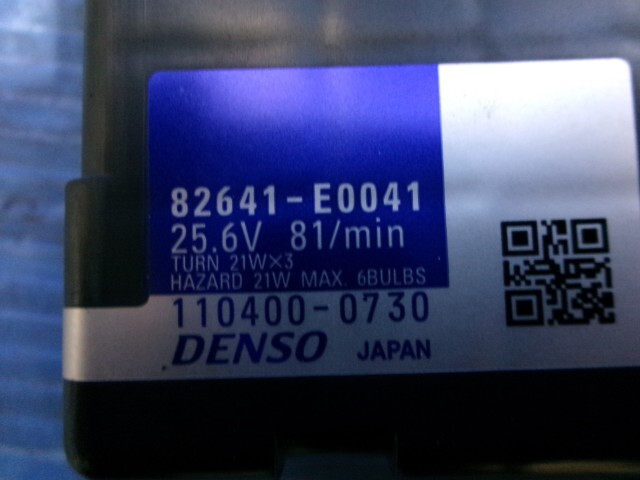 82641-E0041
25.6V 81/min
TURN 21W×3
HAZARD 21W MAX. 6BULBS
110400-0730
DENSO JAPAN